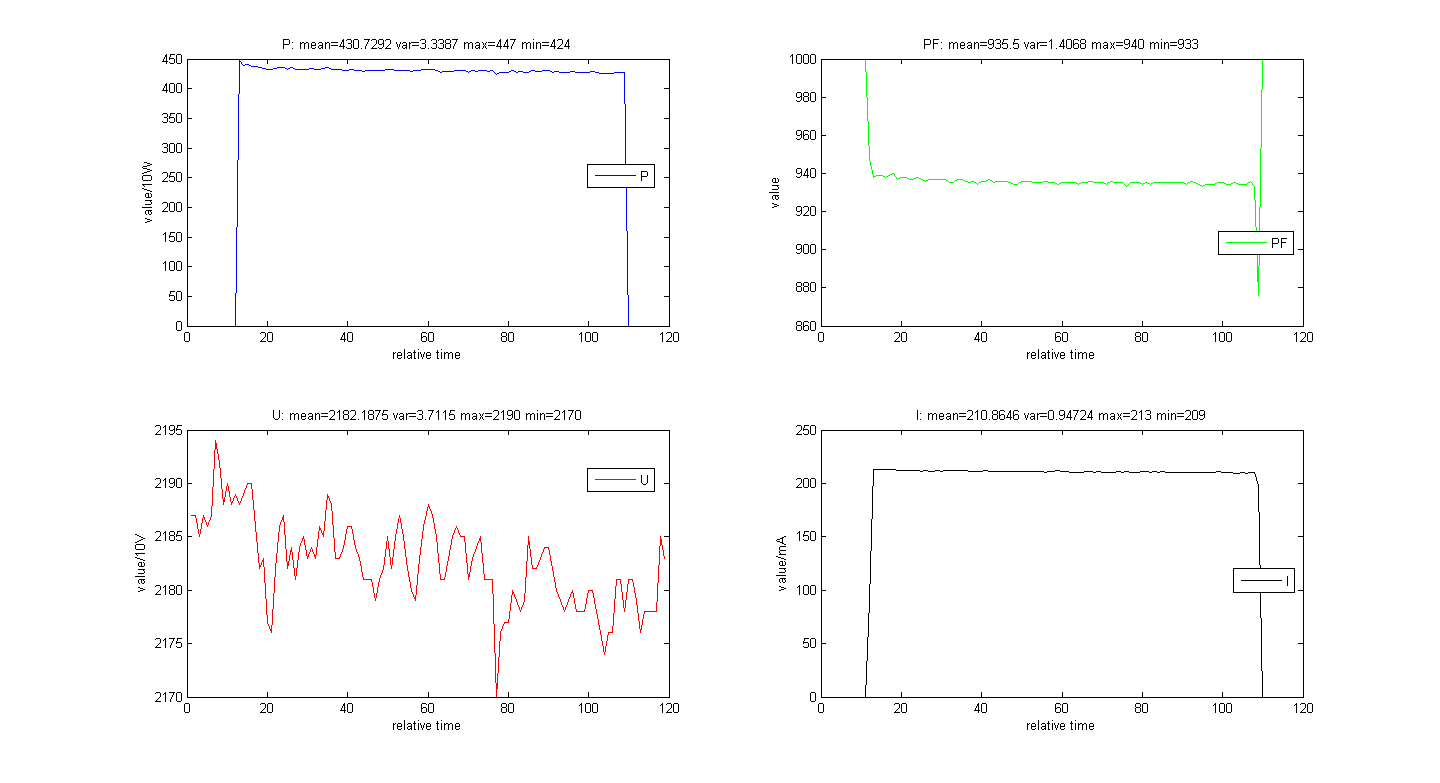 P: mean=430.7292 var=3.3387 max=447 min=424
450
400
350
300
250
200
150
100
50
0
value/10W
P
0 20 40 60 80 100 120
relative time
PF: mean=935.5 var=1.4068 max=940 min=933
1000
980
960
940
920
900
880
860
value
PF
0 20 40 60 80 100 120
relative time
U: mean=2182.1875 var=3.7115 max=2190 min=2170
2195
2190
2185
2180
2175
2170
value/10V
U
0 20 40 60 80 100 120
relative time
I: mean=210.8646 var=0.94724 max=213 min=209
250
200
150
100
50
0
value/mA
I
0 20 40 60 80 100 120
relative time